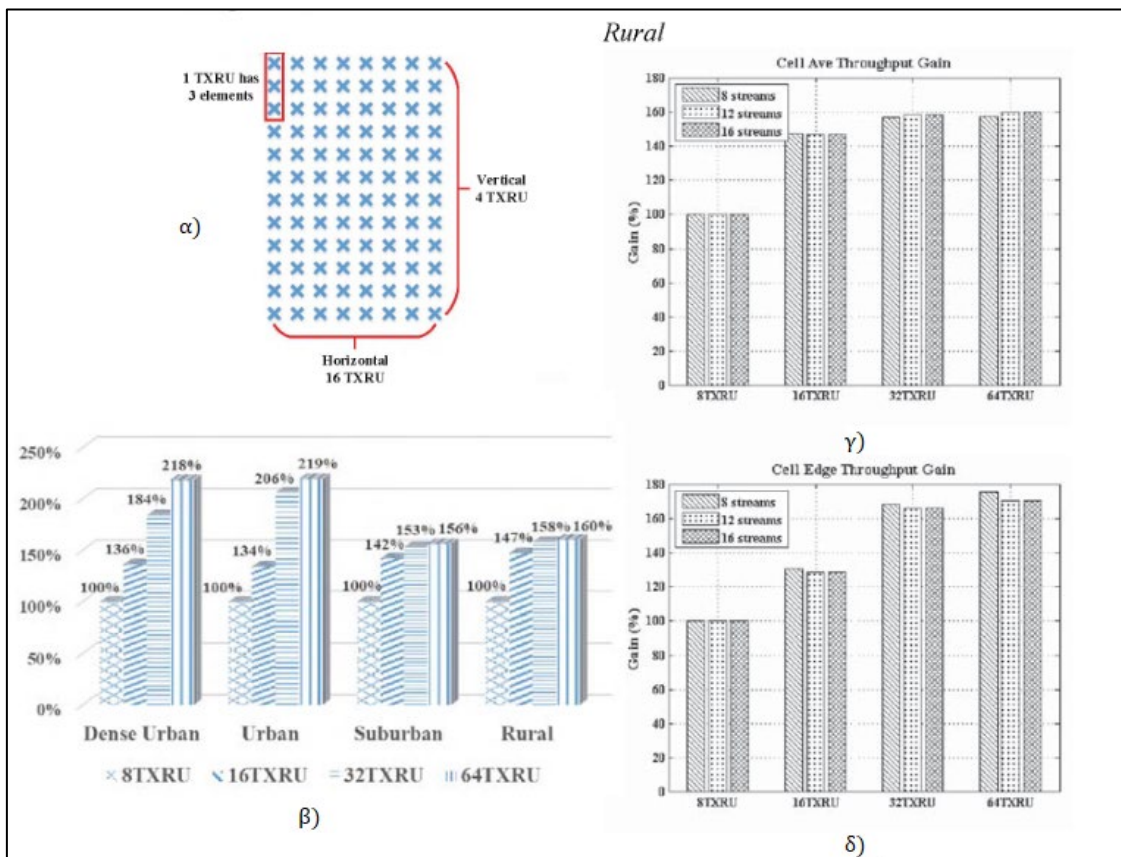 1 TXRU has
3 elements
Vertical
4 TXRU
α)
Horizontal
16 TXRU
250%
200%
150%
100%
50%
0%
100%
136%
184%
218%
100%
134%
206%
219%
100%
142%
153%
156%
100%
147%
158%
160%
Dense Urban
Urban
Suburban
Rural
8TXRU
16TXRU
32TXRU
64TXRU
β)
Rural
Cell Ave Throughput Gain
180
160
140
120
100
80
60
40
20
0
Gain (%)
8 streams
12 streams
16 streams
8TXRU
16TXRU
32TXRU
64TXRU
γ)
Cell Edge Throughput Gain
180
160
140
120
100
80
60
40
20
0
Gain (%)
8 streams
12 streams
16 streams
8TXRU
16TXRU
32TXRU
64TXRU
δ)